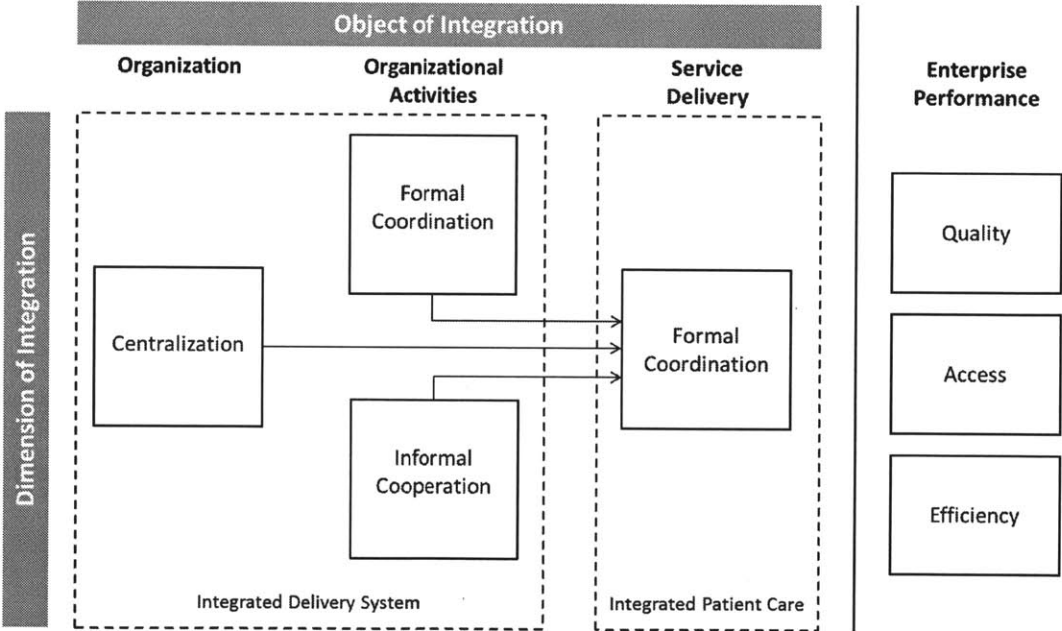 Object of Integration
Organization
Organizational
Activities
Service
Delivery
Enterprise
Performance
Dimension of Integration
Formal
Coordination
Centralization
Informal
Cooperation
Integrated Delivery System
Formal
Coordination
Integrated Patient Care
Quality
Access
Efficiency